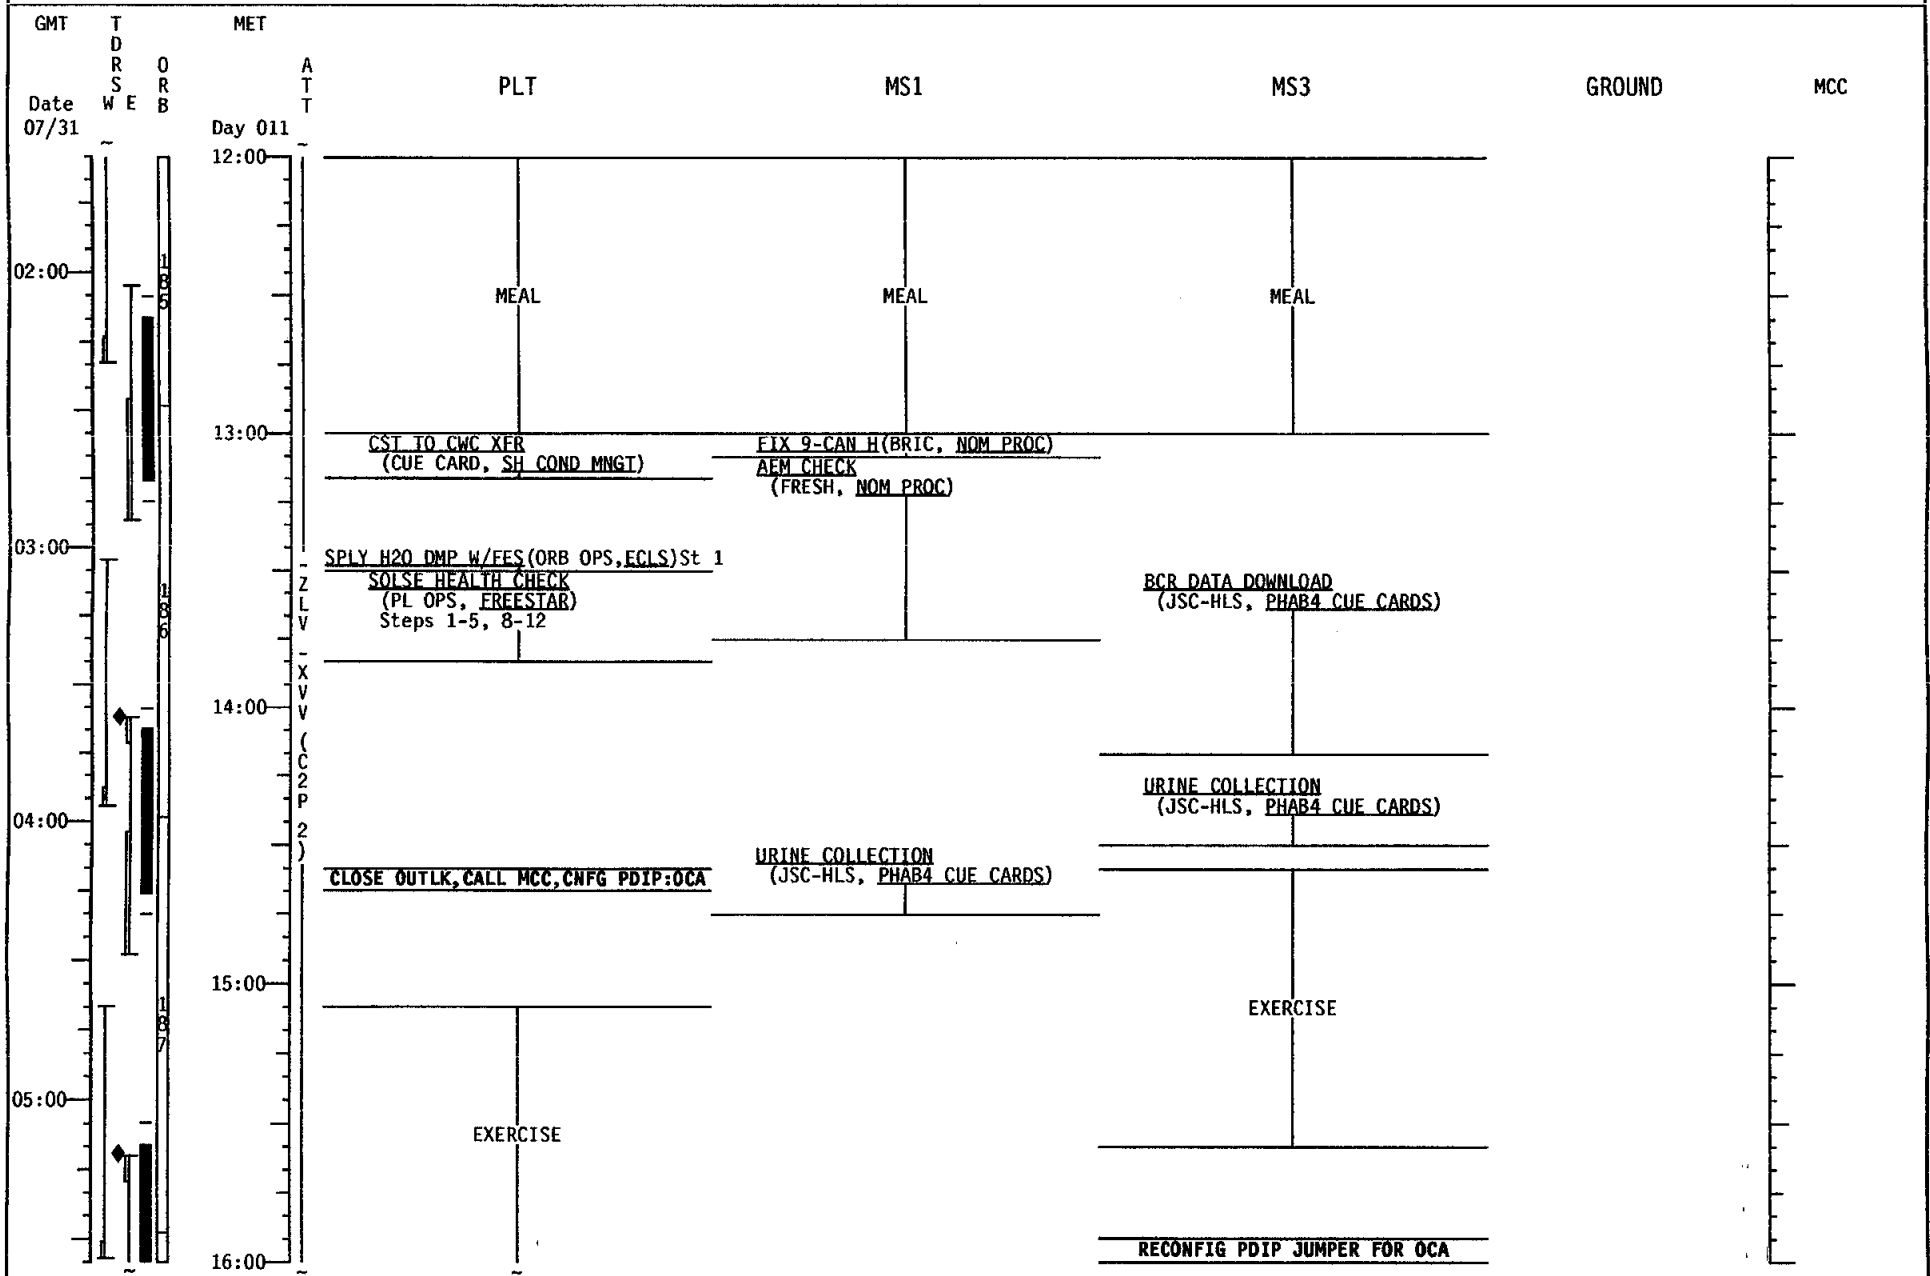 GMT TDRS MET
ORB ATT
PLT MS1 MS3 GROUND MCC
Date W E
07/31 Day 011
~ ~
12:00
02:00
185
MEAL MEAL MEAL
13:00
CST TO CWC XFR FIX 9-CAN H(BRIC, NOM PROC)
(CUE CARD, SH COND MNGT) AEM CHECK
(FRESH, NOM PROC)
03:00
SPLY H2O DMP W/FES(ORB OPS,ECLS)St 1
SOLSE HEALTH CHECK BCR DATA DOWNLOAD
(PL OPS, FREESTAR) (JSC-HLS, PHAB4 CUE CARDS)
Steps 1-5, 8-12
186
-ZLV -XVV (C2P 2)
14:00
URINE COLLECTION
(JSC-HLS, PHAB4 CUE CARDS)
04:00
URINE COLLECTION
CLOSE OUTLK,CALL MCC,CNFG PDIP:OCA (JSC-HLS, PHAB4 CUE CARDS)
15:00
187
EXERCISE
05:00
EXERCISE
RECONFIG PDIP JUMPER FOR OCA
16:00
~ ~ ~